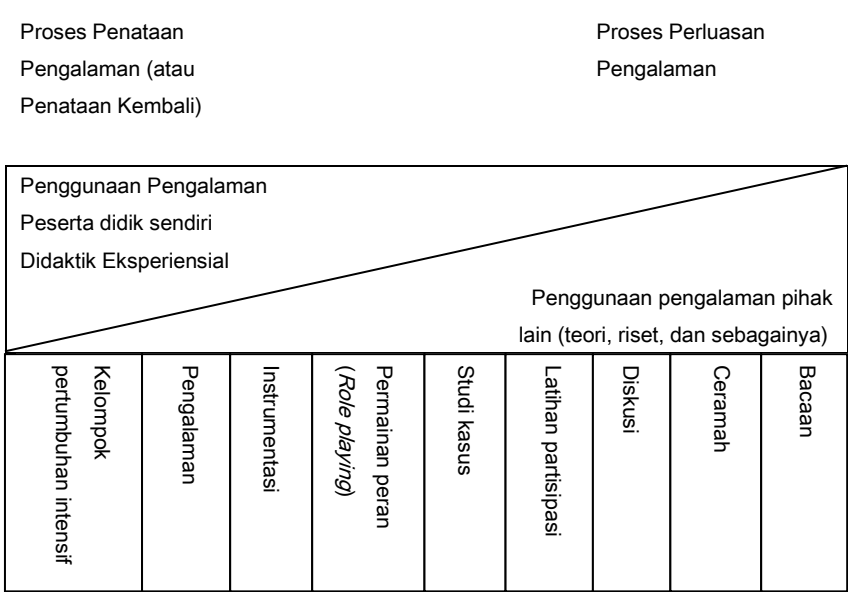 Proses Penataan
Pengalaman (atau
Penataan Kembali)
Proses Perluasan
Pengalaman
Penggunaan Pengalaman
Peserta didik sendiri
Didaktik Eksperiensial
Penggunaan pengalaman pihak
lain (teori, riset, dan sebagainya)
Kelompok
pertumbuhan intensif
Pengalaman
Instrumentasi
Permainan peran
(Role playing)
Studi kasus
Latihan partisipasi
Diskusi
Ceramah
Bacaan